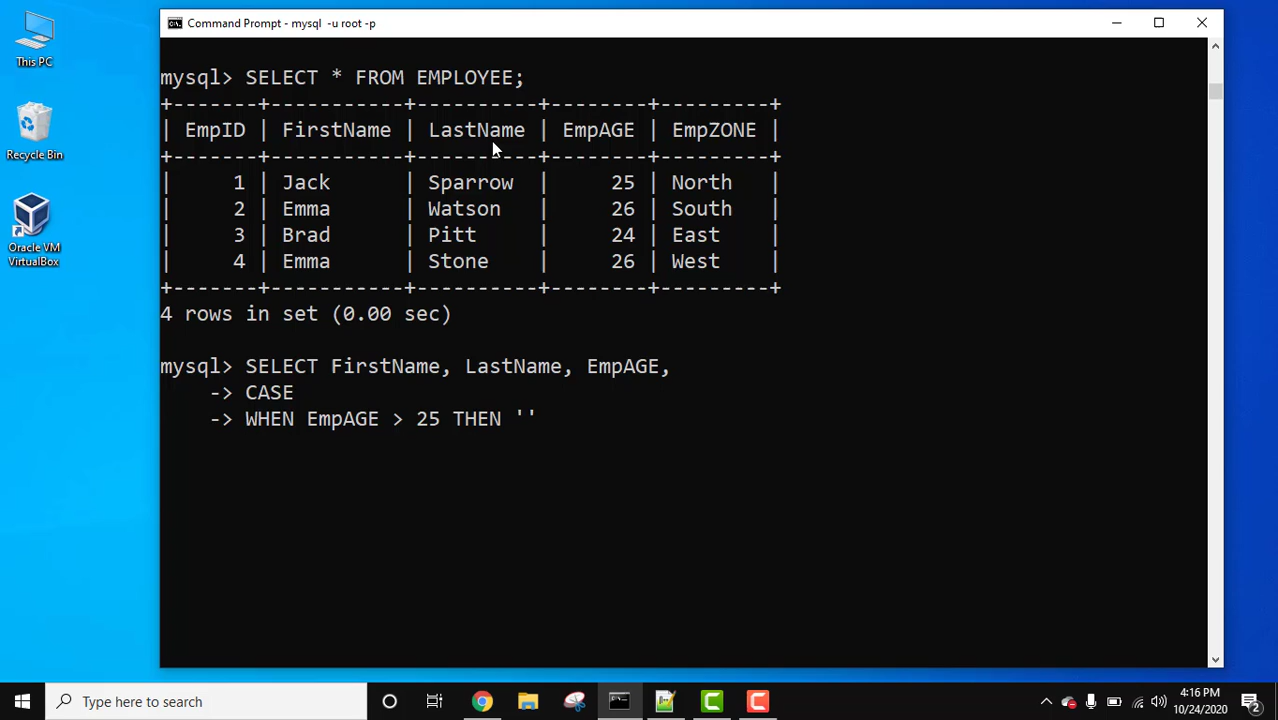 Command Prompt - mysql -u root -p
This PC
Recycle Bin
Oracle VM
VirtualBox
mysql> SELECT * FROM EMPLOYEE;
+-------+-----------+----------+--------+---------+
| EmpID | FirstName | LastName | EmpAGE | EmpZONE |
+-------+-----------+----------+--------+---------+
| 1 | Jack | Sparrow | 25 | North |
| 2 | Emma | Watson | 26 | South |
| 3 | Brad | Pitt | 24 | East |
| 4 | Emma | Stone | 26 | West |
+-------+-----------+----------+--------+---------+
4 rows in set (0.00 sec)
mysql> SELECT FirstName, LastName, EmpAGE,
-> CASE
-> WHEN EmpAGE > 25 THEN ''
Type here to search
4:16 PM
10/24/2020
2